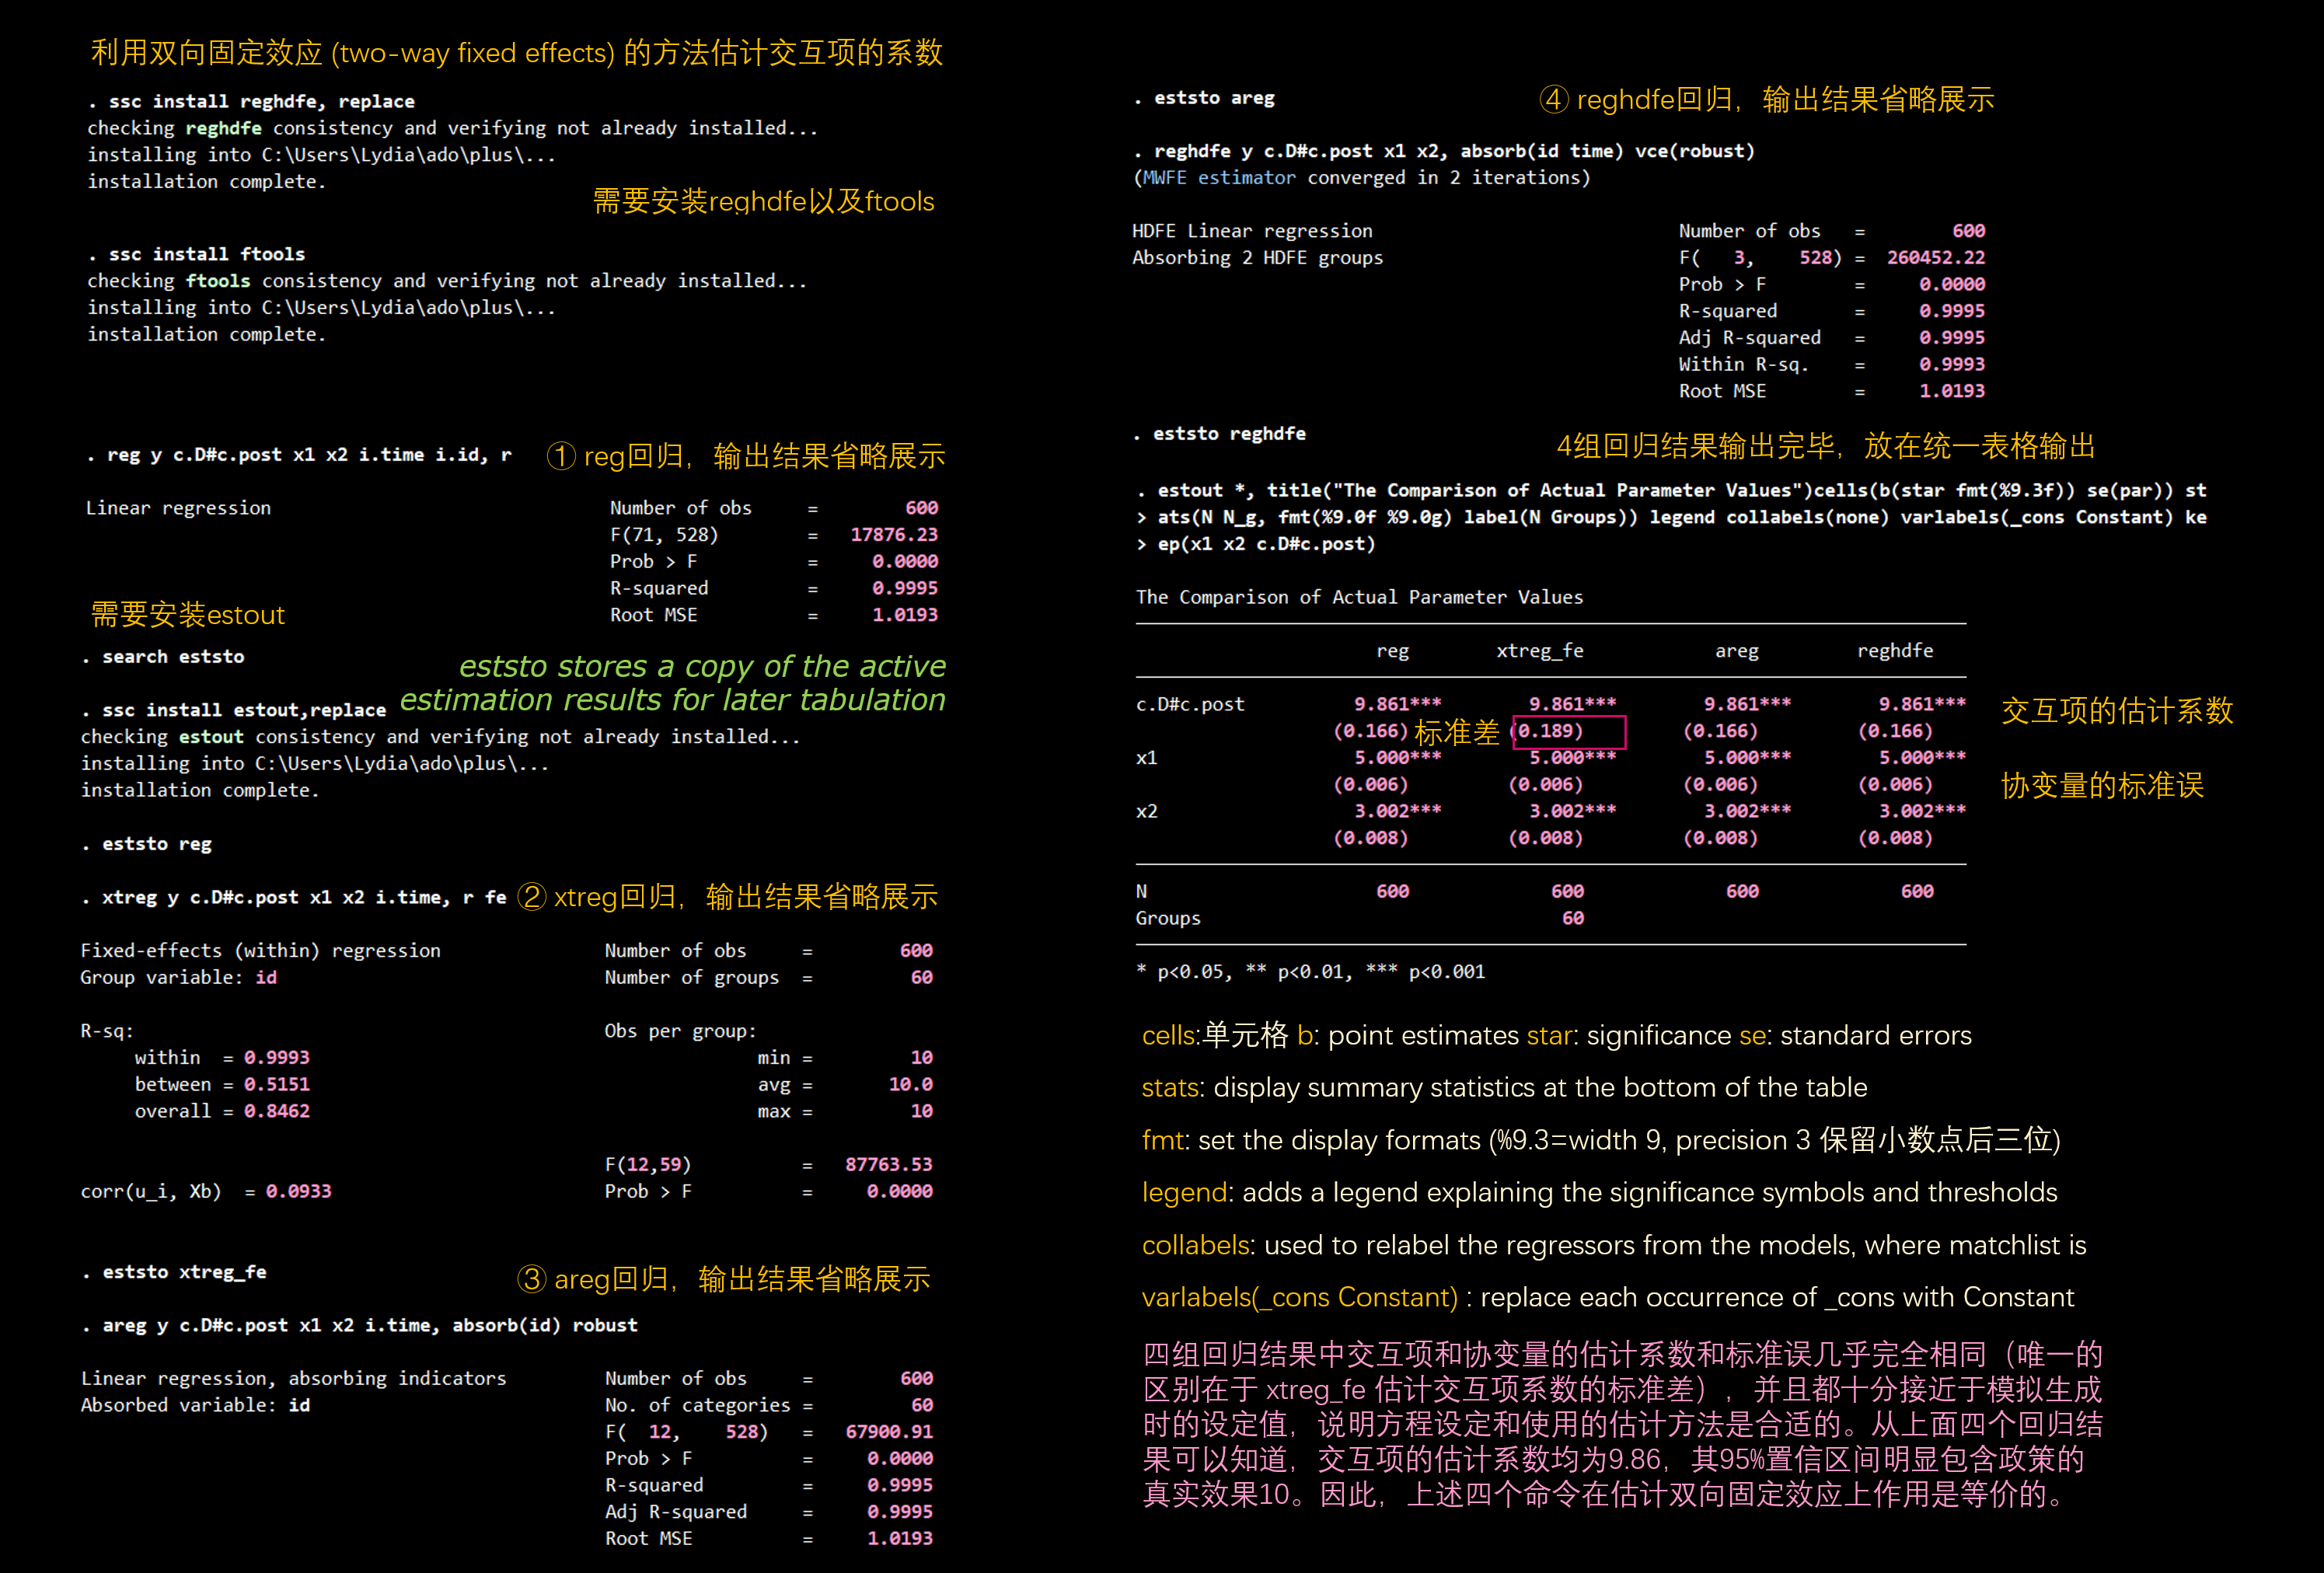 利用双向固定效应 (two-way fixed effects) 的方法估计交互项的系数
. ssc install reghdfe, replace
checking reghdfe consistency and verifying not already installed...
installing into C:\Users\Lydia\ado\plus\...
installation complete.
需要安装reghdfe以及ftools
. ssc install ftools
checking ftools consistency and verifying not already installed...
installing into C:\Users\Lydia\ado\plus\...
installation complete.
. reg y c.D#c.post x1 x2 i.time i.id, r ① reg回归，输出结果省略展示
Linear regression Number of obs = 600
F(71, 528) = 17876.23
Prob > F = 0.0000
R-squared = 0.9995
Root MSE = 1.0193
需要安装estout
. search eststo
eststo stores a copy of the active
estimation results for later tabulation
. ssc install estout,replace
checking estout consistency and verifying not already installed...
installing into C:\Users\Lydia\ado\plus\...
installation complete.
. eststo reg
. xtreg y c.D#c.post x1 x2 i.time, r fe ② xtreg回归，输出结果省略展示
Fixed-effects (within) regression Number of obs = 600
Group variable: id Number of groups = 60
R-sq: Obs per group:
within = 0.9993 min = 10
between = 0.5151 avg = 10.0
overall = 0.8462 max = 10
F(12,59) = 87763.53
corr(u_i, Xb) = 0.0933 Prob > F = 0.0000
. eststo xtreg_fe
③ areg回归，输出结果省略展示
. areg y c.D#c.post x1 x2 i.time, absorb(id) robust
Linear regression, absorbing indicators Number of obs = 600
Absorbed variable: id No. of categories = 60
F( 12, 528) = 67900.91
Prob > F = 0.0000
R-squared = 0.9995
Adj R-squared = 0.9995
Root MSE = 1.0193
. eststo areg
④ reghdfe回归，输出结果省略展示
. reghdfe y c.D#c.post x1 x2, absorb(id time) vce(robust)
(MWFE estimator converged in 2 iterations)
HDFE Linear regression Number of obs = 600
Absorbing 2 HDFE groups F( 3, 528) = 260452.22
Prob > F = 0.0000
R-squared = 0.9995
Adj R-squared = 0.9995
Within R-sq. = 0.9993
Root MSE = 1.0193
. eststo reghdfe
4组回归结果输出完毕，放在统一表格输出
. estout *, title("The Comparison of Actual Parameter Values")cells(b(star fmt(%9.3f)) se(par)) st
> ats(N N_g, fmt(%9.0f %9.0g) label(N Groups)) legend collabels(none) varlabels(_cons Constant) ke
> ep(x1 x2 c.D#c.post)
The Comparison of Actual Parameter Values
reg xtreg_fe areg reghdfe
c.D#c.post 9.861*** 9.861*** 9.861*** 9.861*** 交互项的估计系数
(0.166) 标准差 (0.189) (0.166) (0.166)
x1 5.000*** 5.000*** 5.000*** 5.000***
(0.006) (0.006) (0.006) (0.006) 协变量的标准误
x2 3.002*** 3.002*** 3.002*** 3.002***
(0.008) (0.008) (0.008) (0.008)
N 600 600 600 600
Groups 60
* p<0.05, ** p<0.01, *** p<0.001
cells:单元格 b: point estimates star: significance se: standard errors
stats: display summary statistics at the bottom of the table
fmt: set the display formats (%9.3=width 9, precision 3 保留小数点后三位)
legend: adds a legend explaining the significance symbols and thresholds
collabels: used to relabel the regressors from the models, where matchlist is
varlabels(_cons Constant) : replace each occurrence of _cons with Constant
四组回归结果中交互项和协变量的估计系数和标准误几乎完全相同（唯一的
区别在于 xtreg_fe 估计交互项系数的标准差），并且都十分接近于模拟生成
时的设定值，说明方程设定和使用的估计方法是合适的。从上面四个回归结
果可以知道，交互项的估计系数均为9.86，其95%置信区间明显包含政策的
真实效果10。因此，上述四个命令在估计双向固定效应上作用是等价的。